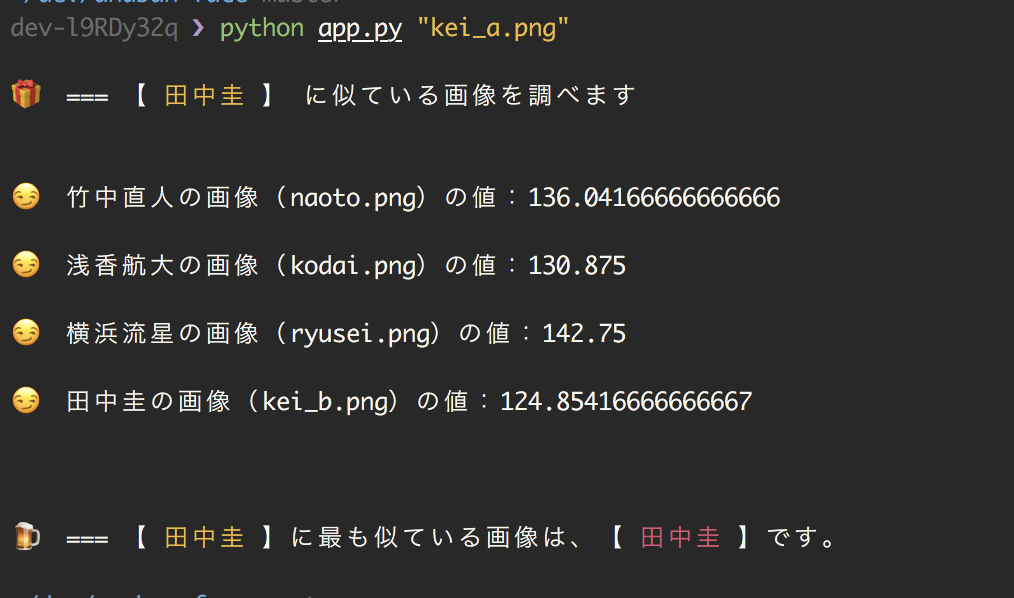 dev-l9RDy32q ❯ python app.py "kei_a.png"
🎁 === 【 田中圭 】 に似ている画像を調べます
😏 竹中直人の画像（naoto.png）の値：136.04166666666666
😏 浅香航大の画像（kodai.png）の値：130.875
😏 横浜流星の画像（ryusei.png）の値：142.75
😏 田中圭の画像（kei_b.png）の値：124.85416666666667
🍺 === 【 田中圭 】に最も似ている画像は、【 田中圭 】です。